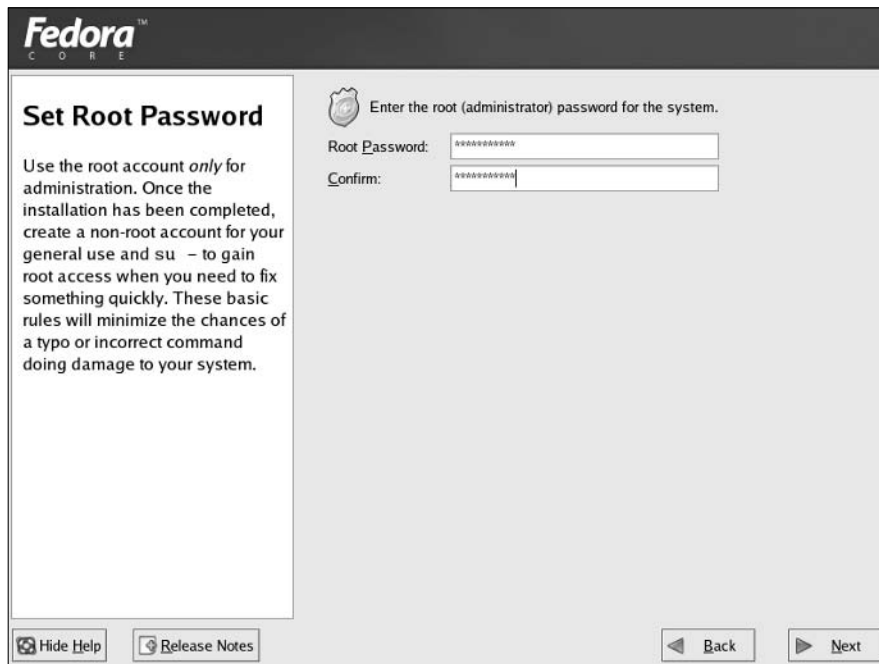 Fedora™
CORE
Set Root Password
Use the root account only for
administration. Once the
installation has been completed,
create a non-root account for your
general use and su - to gain
root access when you need to fix
something quickly. These basic
rules will minimize the chances of
a typo or incorrect command
doing damage to your system.
Enter the root (administrator) password for the system.
Root Password: ***********
Confirm: ***********
Hide Help
Release Notes
Back
Next